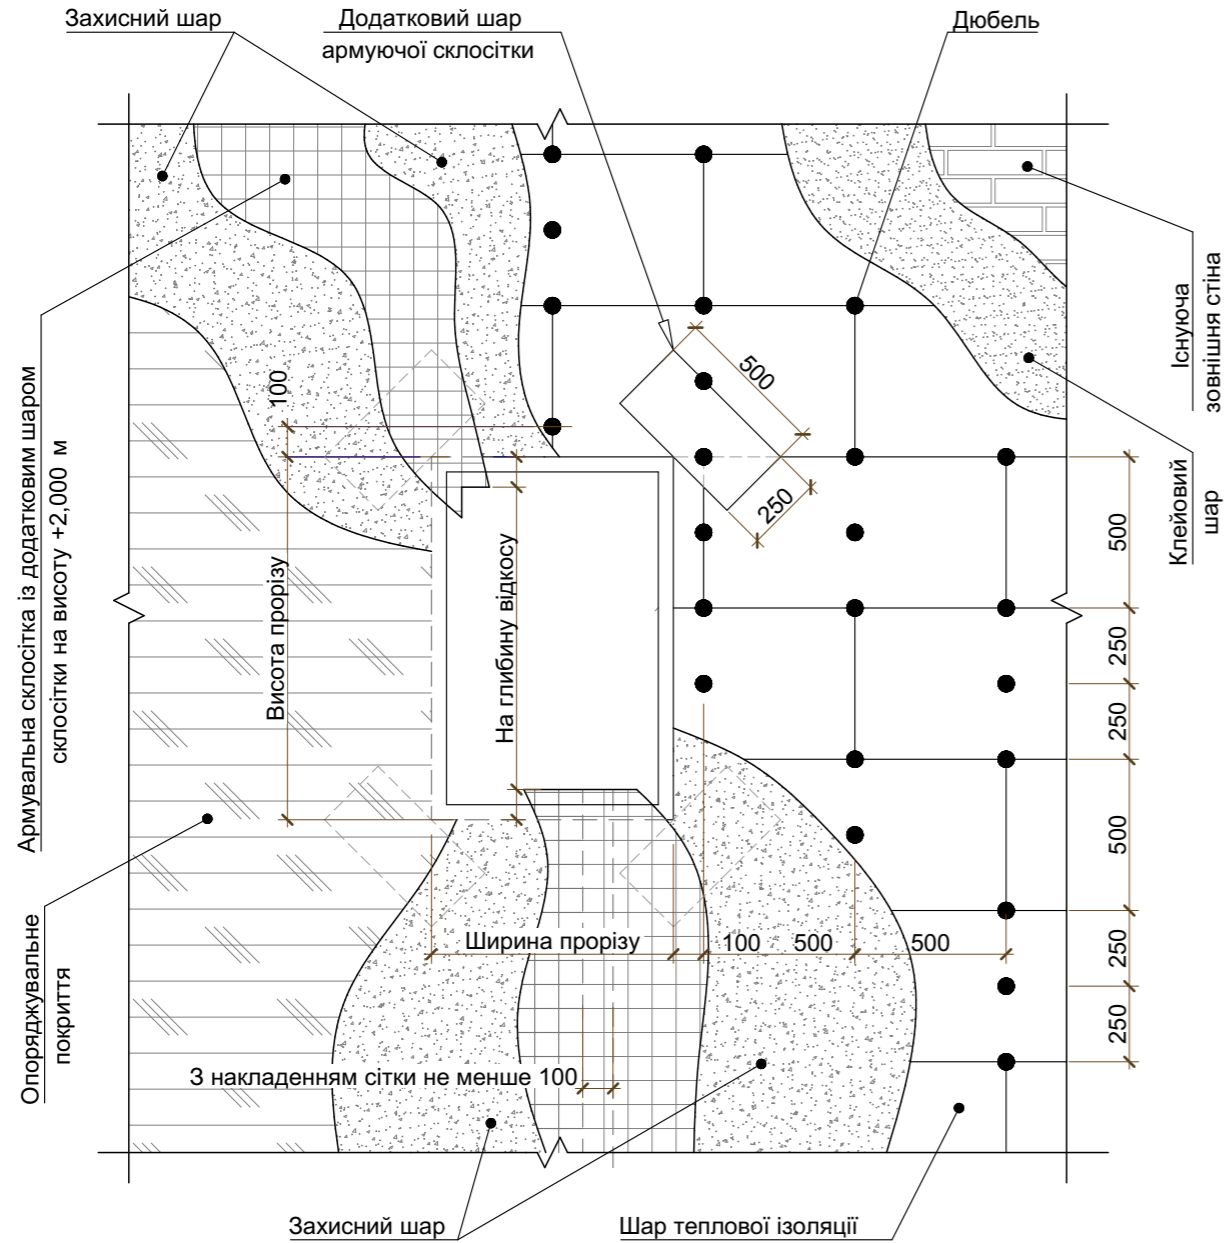 Захисний шар
Додатковий шар
армуючої склосітки
Дюбель
Армувальна склосітка із додатковим шаром
склосітки на висоту +2,000 м
Існуюча
зовнішня стіна
100
500
250
Клейовий
шар
Висота прорізу
На глибину відкосу
500
250
250
500
250
250
Опоряджувальне
покриття
Ширина прорізу
100
500
500
З накладенням сітки не менше 100
Захисний шар
Шар теплової ізоляції